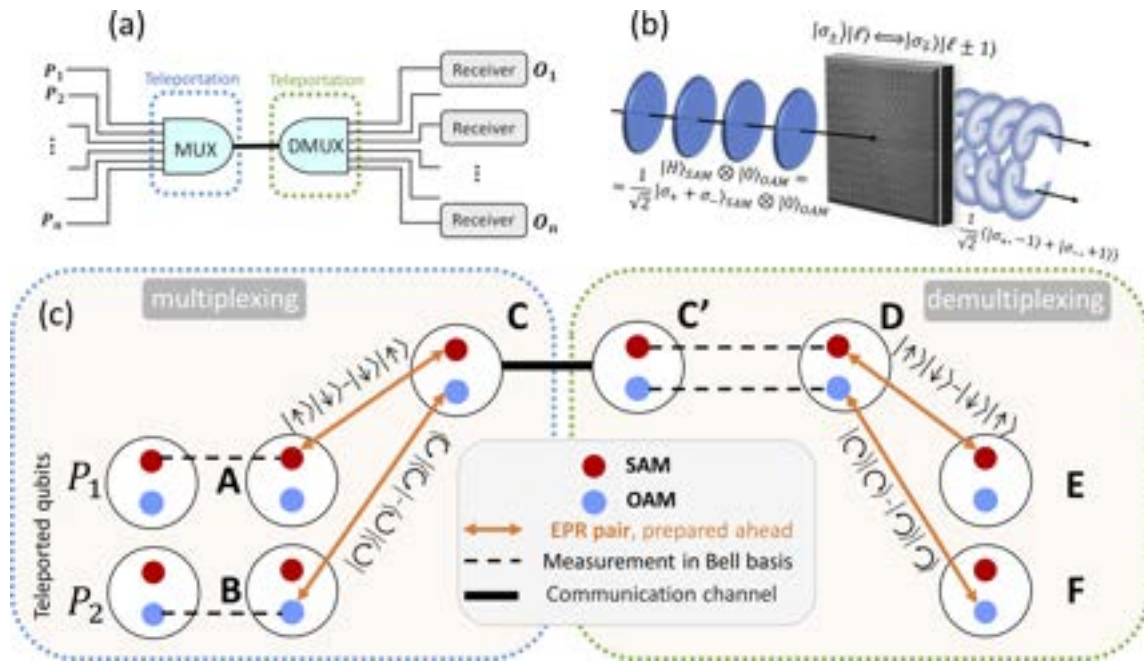 (a)
P₁
P₂
...
Pₙ
Teleportation
Teleportation
MUX
DMUX
Receiver O₁
Receiver
...
Receiver Oₙ
(b)
|σ±⟩|ℓ⟩ ⟺ |σ∓⟩|ℓ ± 1⟩
|H⟩SAM ⊗ |0⟩OAM =
= 1/√2 |σ₊ + σ₋⟩SAM ⊗ |0⟩OAM
1/√2 (|σ₊, −1⟩ + |σ₋, +1⟩)
(c)
multiplexing
demultiplexing
C
C’
D
|↑⟩|↓⟩-|↓⟩|↑⟩
|↑⟩|↓⟩-|↓⟩|↑⟩
Teleported qubits
P₁
A
E
P₂
B
F
SAM
OAM
EPR pair, prepared ahead
Measurement in Bell basis
Communication channel